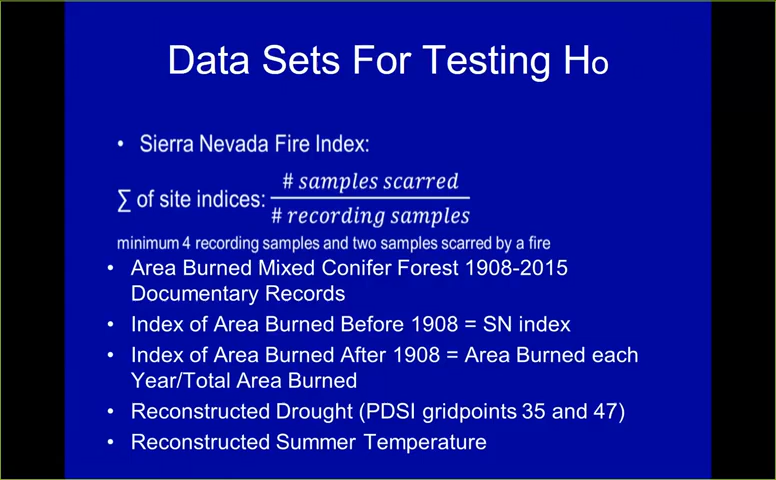 Data Sets For Testing Ho
• Sierra Nevada Fire Index:
∑ of site indices: # samples scarred / # recording samples
minimum 4 recording samples and two samples scarred by a fire
• Area Burned Mixed Conifer Forest 1908-2015
Documentary Records
• Index of Area Burned Before 1908 = SN index
• Index of Area Burned After 1908 = Area Burned each
Year/Total Area Burned
• Reconstructed Drought (PDSI gridpoints 35 and 47)
• Reconstructed Summer Temperature